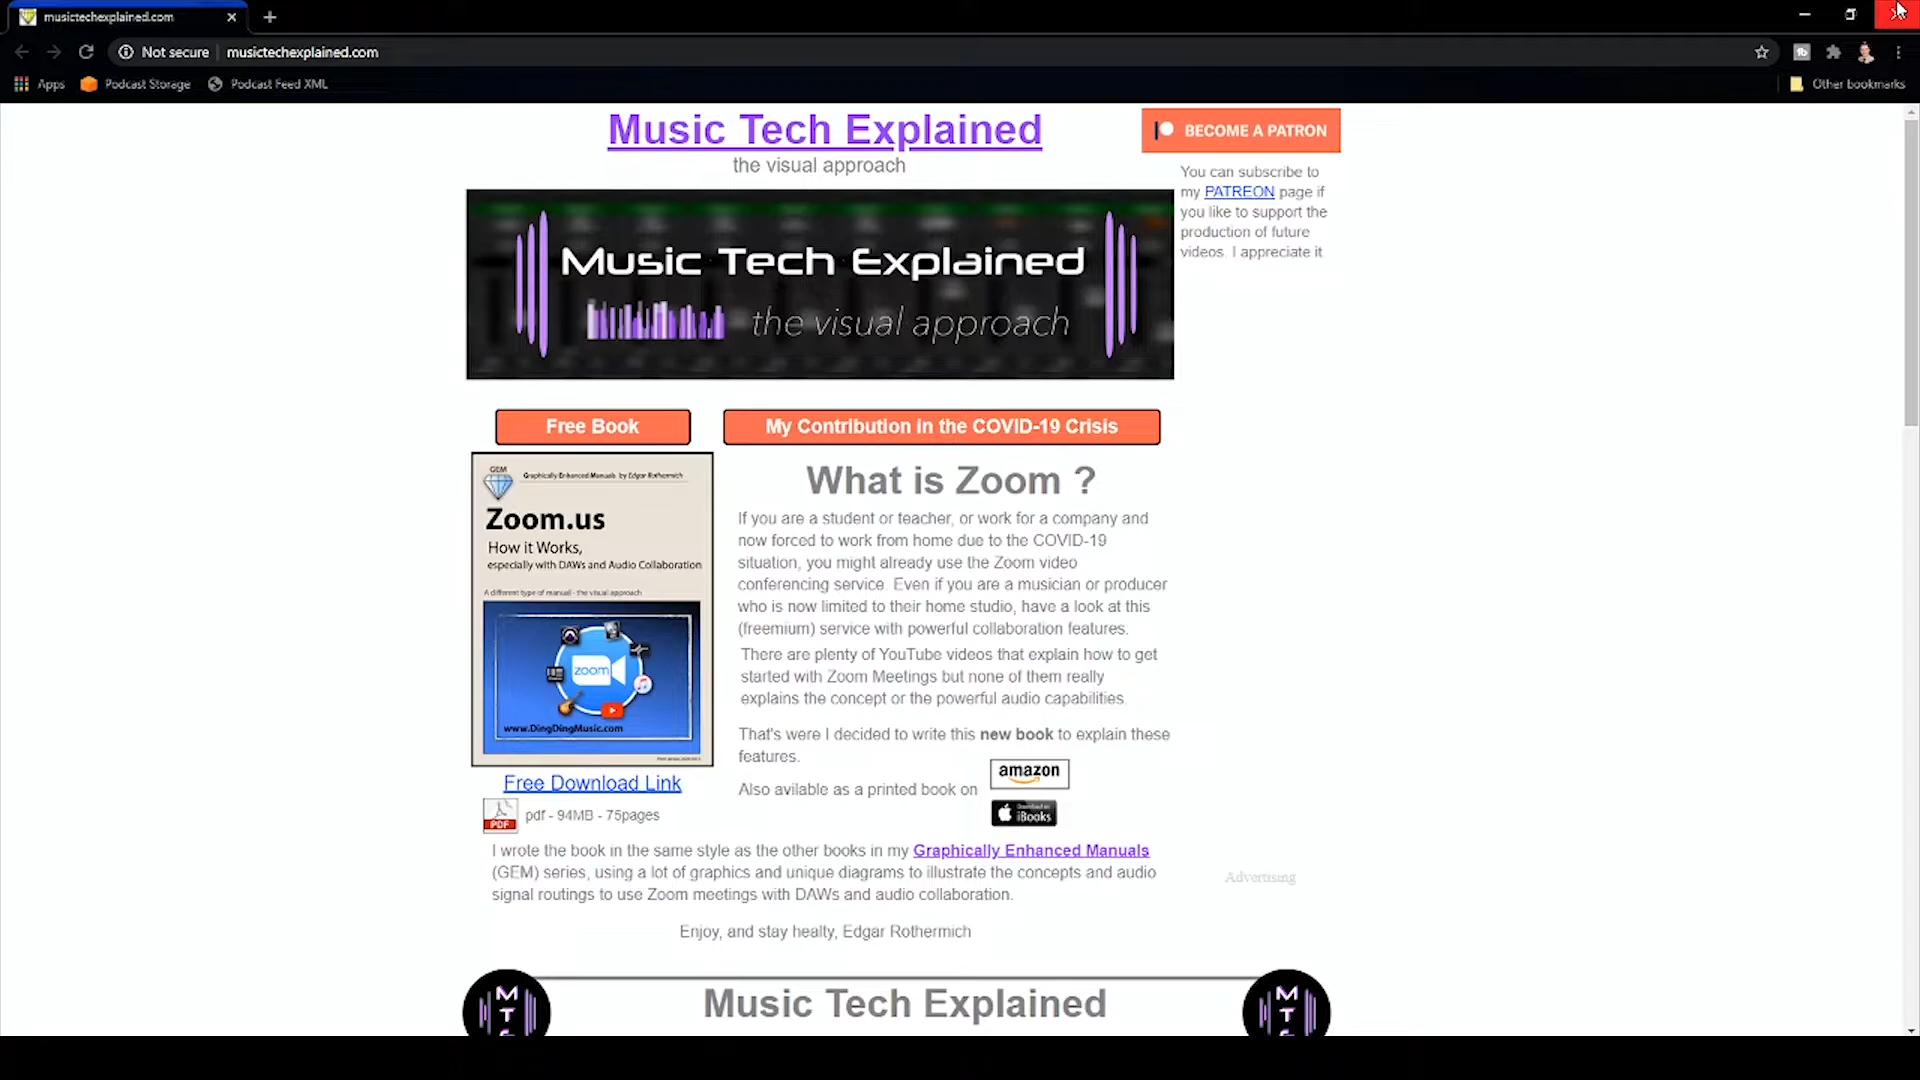 musictechexplained.com
Not secure
musictechexplained.com
Apps
Podcast Storage
Podcast Feed XML
Other bookmarks
Music Tech Explained
the visual approach
BECOME A PATRON
You can subscribe to
my PATREON page if
you like to support the
production of future
videos. I appreciate it
Music Tech Explained
the visual approach
Free Book
My Contribution in the COVID-19 Crisis
GEM
Graphically Enhanced Manuals by Edgar Rothermich
Zoom.us
How it Works,
especially with DAWs and Audio Collaboration
A different type of manual - the visual approach
zoom
www.DingDingMusic.com
Free Download Link
PDF
pdf - 94MB - 75pages
What is Zoom ?
If you are a student or teacher, or work for a company and
now forced to work from home due to the COVID-19
situation, you might already use the Zoom video
conferencing service. Even if you are a musician or producer
who is now limited to their home studio, have a look at this
(freemium) service with powerful collaboration features.
There are plenty of YouTube videos that explain how to get
started with Zoom Meetings but none of them really
explains the concept or the powerful audio capabilities.
That's were I decided to write this new book to explain these
features.
Also avilable as a printed book on
amazon
iBooks
I wrote the book in the same style as the other books in my Graphically Enhanced Manuals
(GEM) series, using a lot of graphics and unique diagrams to illustrate the concepts and audio
signal routings to use Zoom meetings with DAWs and audio collaboration.
Advertising
Enjoy, and stay healty, Edgar Rothermich
M
T
Music Tech Explained
M
T